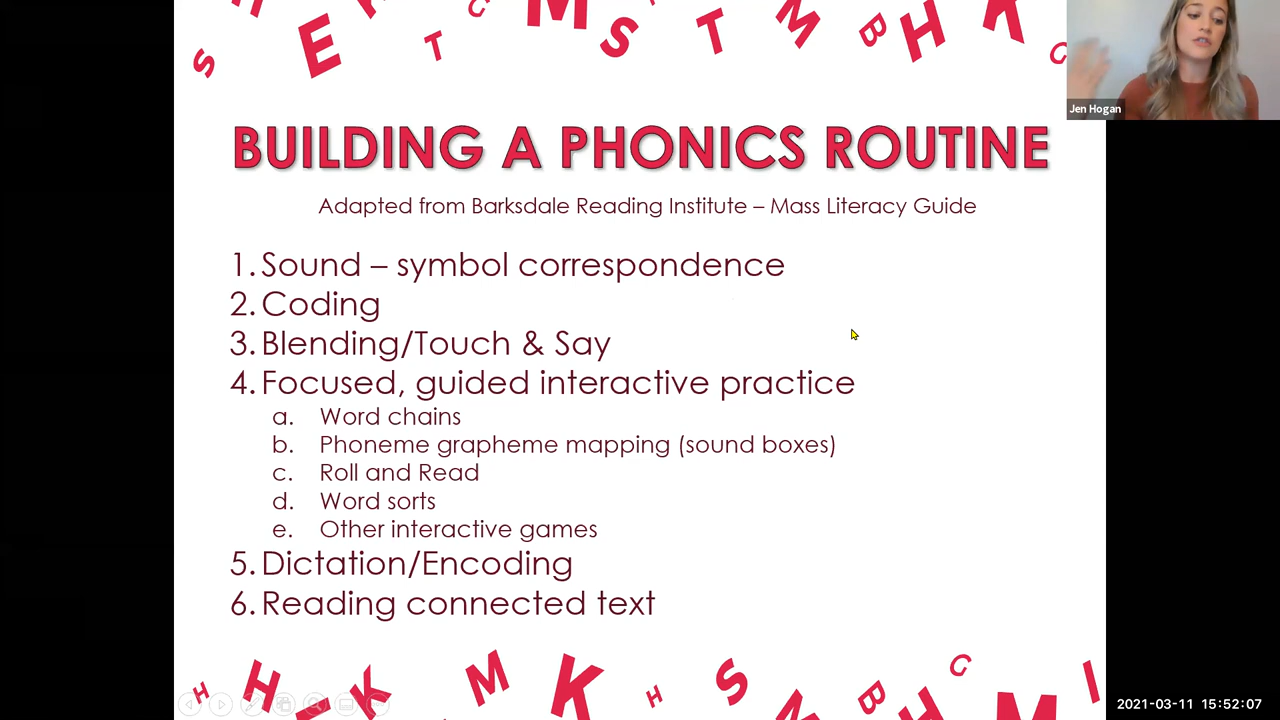 Jen Hogan
BUILDING A PHONICS ROUTINE
Adapted from Barksdale Reading Institute – Mass Literacy Guide
1. Sound – symbol correspondence
2. Coding
3. Blending/Touch & Say
4. Focused, guided interactive practice
a. Word chains
b. Phoneme grapheme mapping (sound boxes)
c. Roll and Read
d. Word sorts
e. Other interactive games
5. Dictation/Encoding
6. Reading connected text
2021-03-11 15:52:07